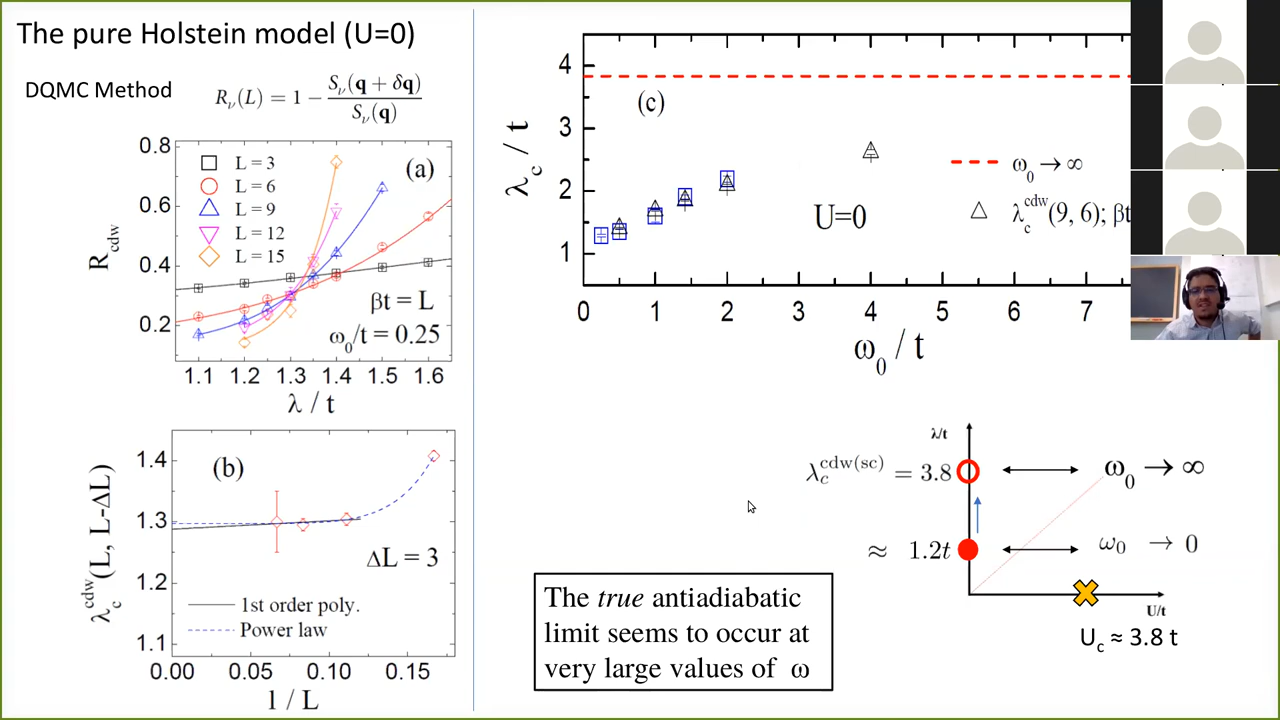 The pure Holstein model (U=0)
DQMC Method
R_ν(L) = 1 − S_ν(q + δq) / S_ν(q)
0.8
0.6
0.4
0.2
R_cdw
L = 3
L = 6
L = 9
L = 12
L = 15
(a)
βt = L
ω_0/t = 0.25
1.1 1.2 1.3 1.4 1.5 1.6
λ / t
1.4
1.3
1.2
1.1
λ_c^cdw (L, L-ΔL)
(b)
ΔL = 3
1st order poly.
Power law
0.00 0.05 0.10 0.15
1 / L
4
3
2
1
λ_c / t
(c)
ω_0 → ∞
λ_c^cdw (9, 6); βt
U=0
0 1 2 3 4 5 6 7
ω_0 / t
λ/t
λ_c^cdw(sc) = 3.8
ω_0 → ∞
≈ 1.2t
ω_0 → 0
U/t
U_c ≈ 3.8 t
The true antiadiabatic
limit seems to occur at
very large values of ω